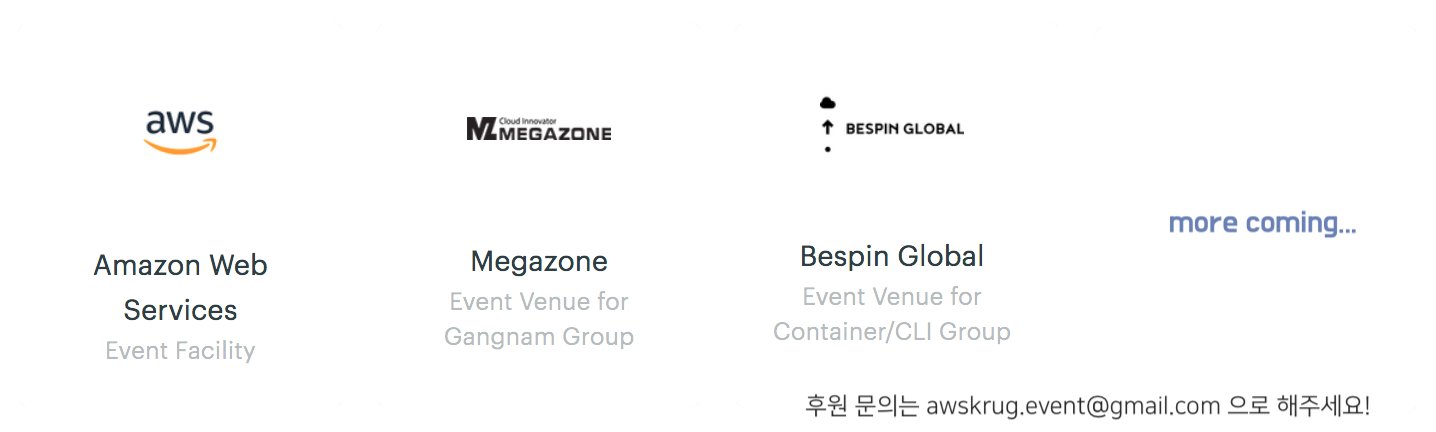 aws
Cloud Innovator
MEGAZONE
BESPIN GLOBAL
Amazon Web
Services
Event Facility
Megazone
Event Venue for
Gangnam Group
Bespin Global
Event Venue for
Container/CLI Group
more coming...
후원 문의는 awskrug.event@gmail.com 으로 해주세요!